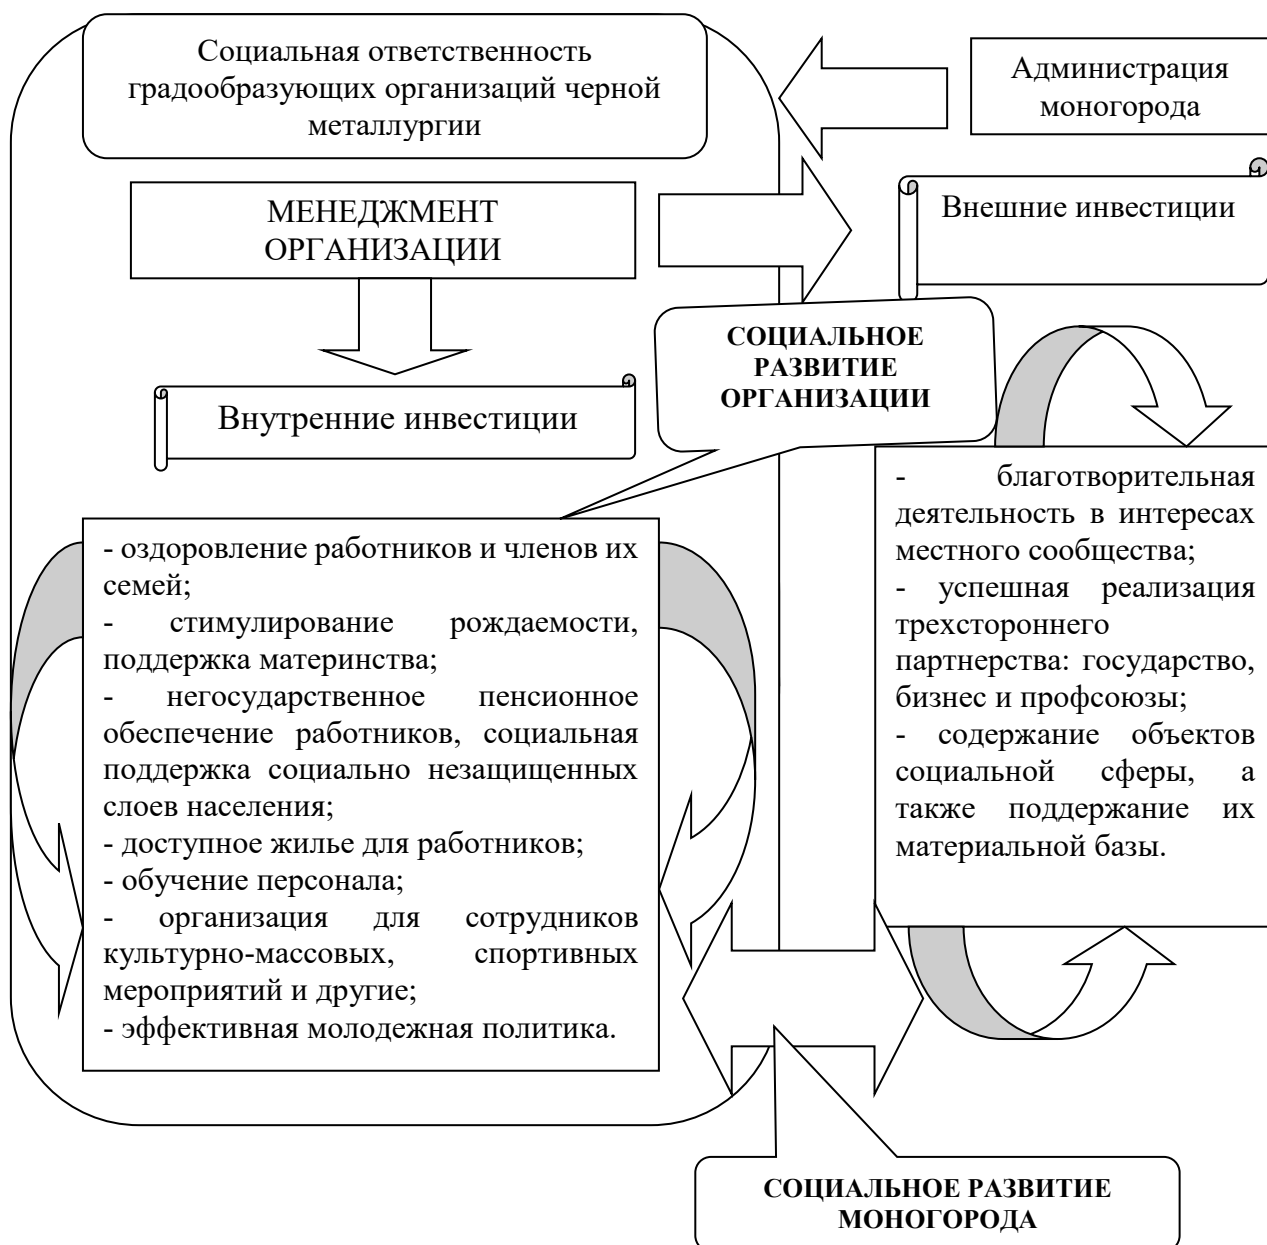 Социальная ответственность
градообразующих организаций черной
металлургии
Администрация
моногорода
МЕНЕДЖМЕНТ
ОРГАНИЗАЦИИ
Внешние инвестиции
СОЦИАЛЬНОЕ
РАЗВИТИЕ
ОРГАНИЗАЦИИ
Внутренние инвестиции
- оздоровление работников и членов их
семей;
- стимулирование рождаемости,
поддержка материнства;
- негосударственное пенсионное
обеспечение работников, социальная
поддержка социально незащищенных
слоев населения;
- доступное жилье для работников;
- обучение персонала;
- организация для сотрудников
культурно-массовых, спортивных
мероприятий и другие;
- эффективная молодежная политика.
- благотворительная
деятельность в интересах
местного сообщества;
- успешная реализация
трехстороннего
партнерства: государство,
бизнес и профсоюзы;
- содержание объектов
социальной сферы, а
также поддержание их
материальной базы.
СОЦИАЛЬНОЕ РАЗВИТИЕ
МОНОГОРОДА